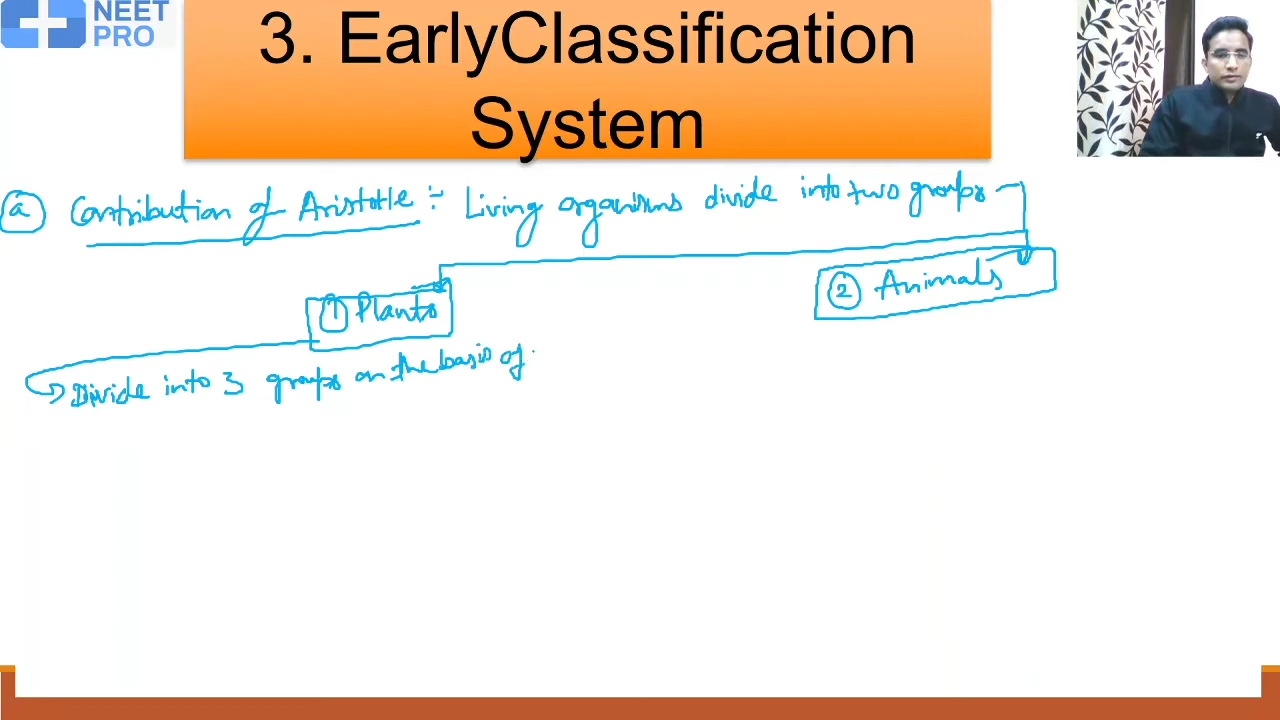 NEET
PRO
3. EarlyClassification
System
a Contribution of Aristotle :- Living organisms divide into two groups
1 Plants
2 Animals
Divide into 3 groups on the basis of